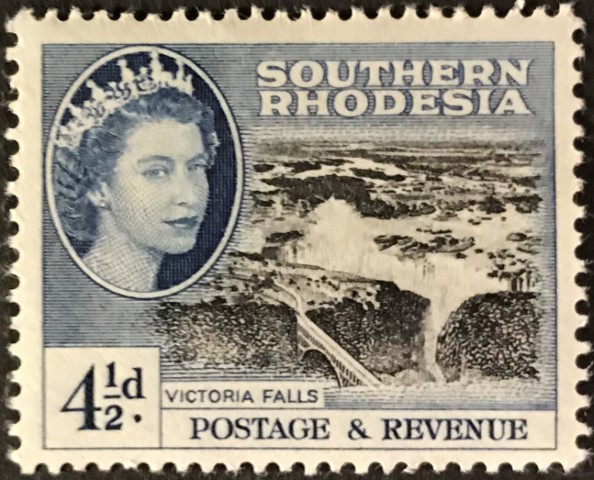 SOUTHERN
RHODESIA
4½d.
VICTORIA FALLS
POSTAGE & REVENUE